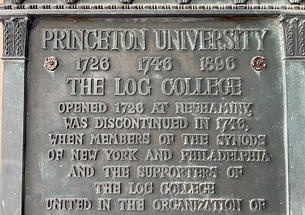 PRINCETON UNIVERSITY
1726 1746 1896
THE LOG COLLEGE
OPENED 1726 AT NESHAMINY,
WAS DISCONTINUED IN 1746,
WHEN MEMBERS OF THE SYNODS
OF NEW YORK AND PHILADELPHIA
AND THE SUPPORTERS OF
THE LOG COLLEGE
UNITED IN THE ORGANIZATION OF